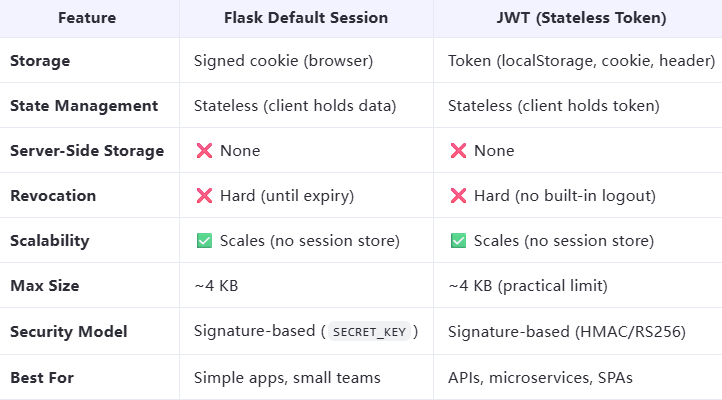 Feature Flask Default Session JWT (Stateless Token)
Storage Signed cookie (browser) Token (localStorage, cookie, header)
State Management Stateless (client holds data) Stateless (client holds token)
Server-Side Storage ❌ None ❌ None
Revocation ❌ Hard (until expiry) ❌ Hard (no built-in logout)
Scalability ✅ Scales (no session store) ✅ Scales (no session store)
Max Size ~4 KB ~4 KB (practical limit)
Security Model Signature-based (SECRET_KEY) Signature-based (HMAC/RS256)
Best For Simple apps, small teams APIs, microservices, SPAs